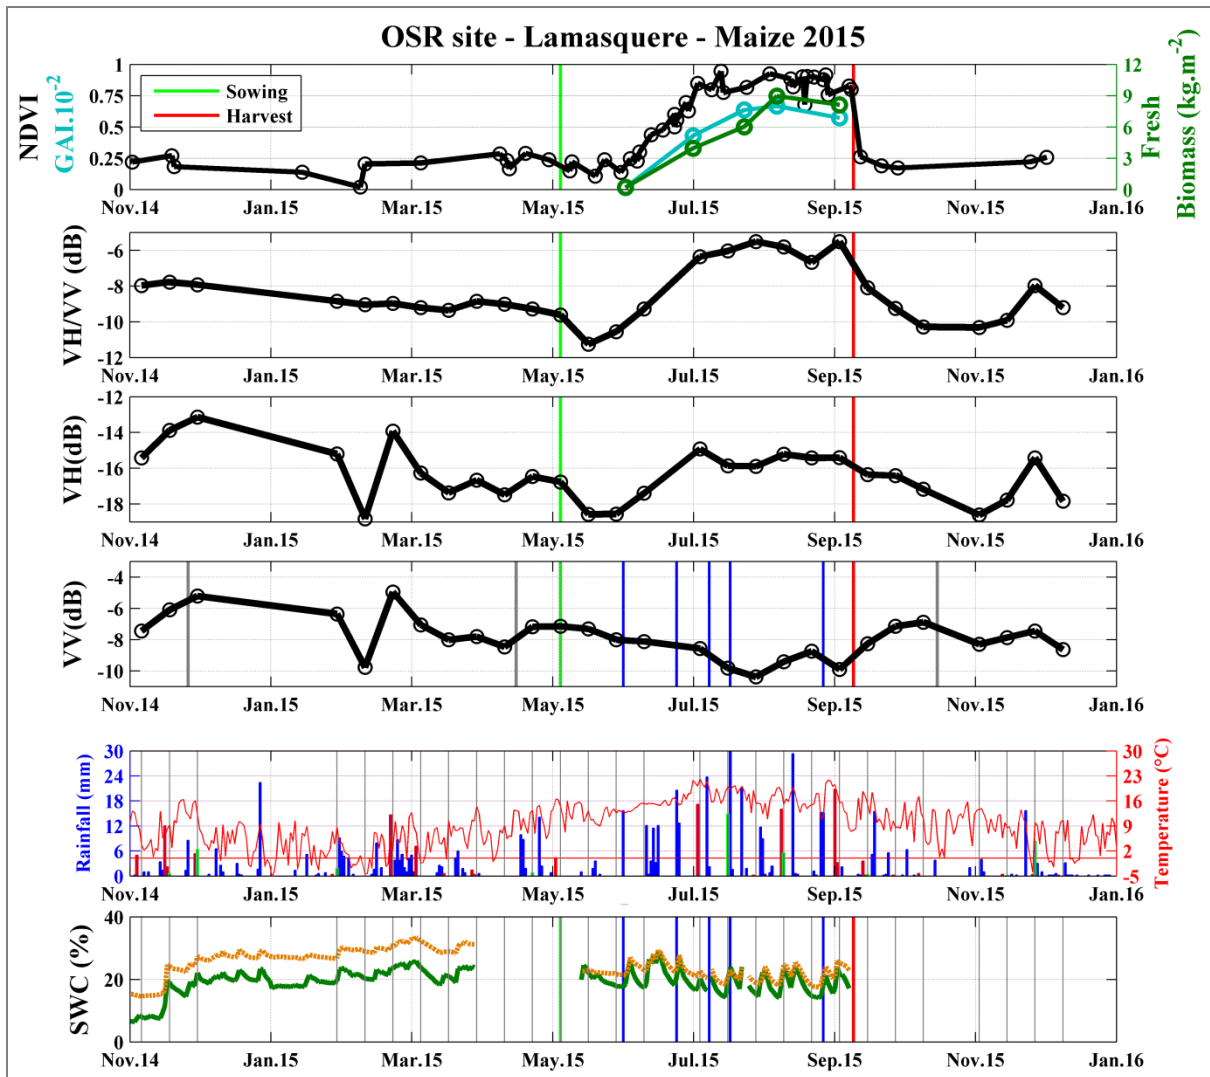 OSR site - Lamasquere - Maize 2015
NDVI
GAI.10-2
1
0.75
0.5
0.25
0
Sowing
Harvest
12
9
6
3
0
Fresh
Biomass (kg.m-2)
Nov.14 Jan.15 Mar.15 May.15 Jul.15 Sep.15 Nov.15 Jan.16
VH/VV (dB)
-6
-8
-10
-12
Nov.14 Jan.15 Mar.15 May.15 Jul.15 Sep.15 Nov.15 Jan.16
VH(dB)
-12
-14
-16
-18
Nov.14 Jan.15 Mar.15 May.15 Jul.15 Sep.15 Nov.15 Jan.16
VV(dB)
-4
-6
-8
-10
Nov.14 Jan.15 Mar.15 May.15 Jul.15 Sep.15 Nov.15 Jan.16
Rainfall (mm)
30
24
18
12
6
0
30
23
16
9
2
-5
Temperature (°C)
Nov.14 Jan.15 Mar.15 May.15 Jul.15 Sep.15 Nov.15 Jan.16
SWC (%)
40
20
0
Nov.14 Jan.15 Mar.15 May.15 Jul.15 Sep.15 Nov.15 Jan.16